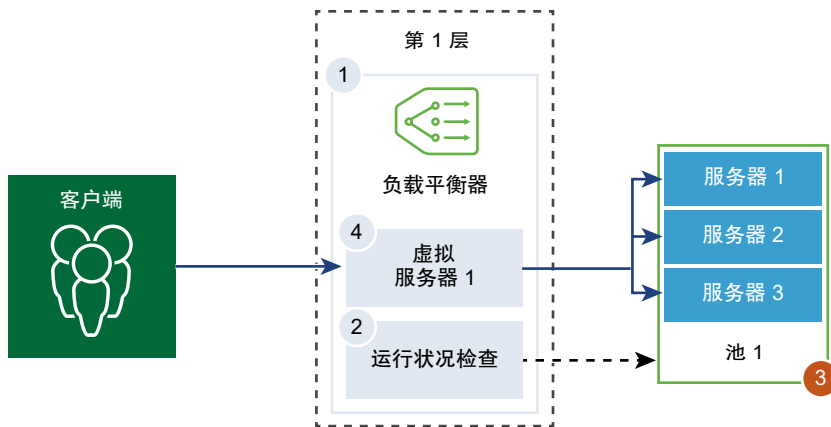 第 1 层
1
负载平衡器
客户端
4
虚拟
服务器 1
2
运行状况检查
服务器 1
服务器 2
服务器 3
池 1
3